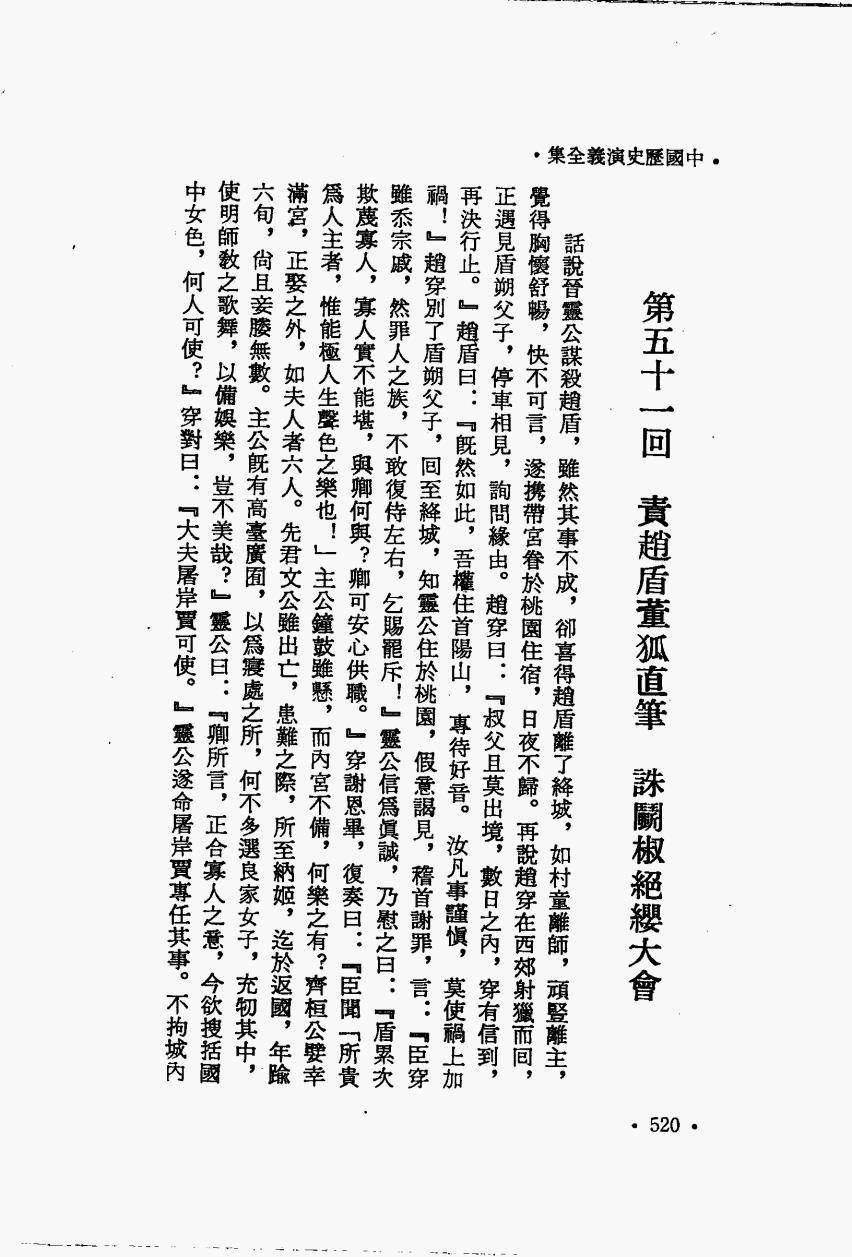 •中國歷史演義全集•
第五十一回　責趙盾董狐直筆　誅鬭椒絕纓大會
話說晉靈公謀殺趙盾，雖然其事不成，卻喜得趙盾離了絳城，如村童離師，頑豎離主，
覺得胸懷舒暢，快不可言，遂携帶宮眷於桃園住宿，日夜不歸。再說趙穿在西郊射獵而回，
正遇見盾朔父子，停車相見，詢問緣由。趙穿曰：『叔父且莫出境，數日之內，穿有信到，
再決行止。』趙盾曰：『旣然如此，吾權住首陽山，專待好音。汝凡事謹愼，莫使禍上加
禍！』趙穿別了盾朔父子，回至絳城，知靈公住於桃園，假意謁見，稽首謝罪，言：『臣穿
雖忝宗戚，然罪人之族，不敢復侍左右，乞賜罷斥！』靈公信爲眞誠，乃慰之曰：『盾累次
欺蔑寡人，寡人實不能堪，與卿何與？卿可安心供職。』穿謝恩畢，復奏曰：『臣聞「所貴
爲人主者，惟能極人生聲色之樂也！」主公鐘鼓雖懸，而內宮不備，何樂之有？齊桓公嬖幸
滿宮，正娶之外，如夫人者六人。先君文公雖出亡，患難之際，所至納姬，迄於返國，年踰
六旬，尙且妾媵無數。主公旣有高臺廣囿，以爲寢處之所，何不多選良家女子，充牣其中，
使明師敎之歌舞，以備娛樂，豈不美哉？』靈公曰：『卿所言，正合寡人之意，今欲搜括國
中女色，何人可使？』穿對曰：『大夫屠岸賈可使。』靈公遂命屠岸賈專任其事。不拘城內
• 520 •